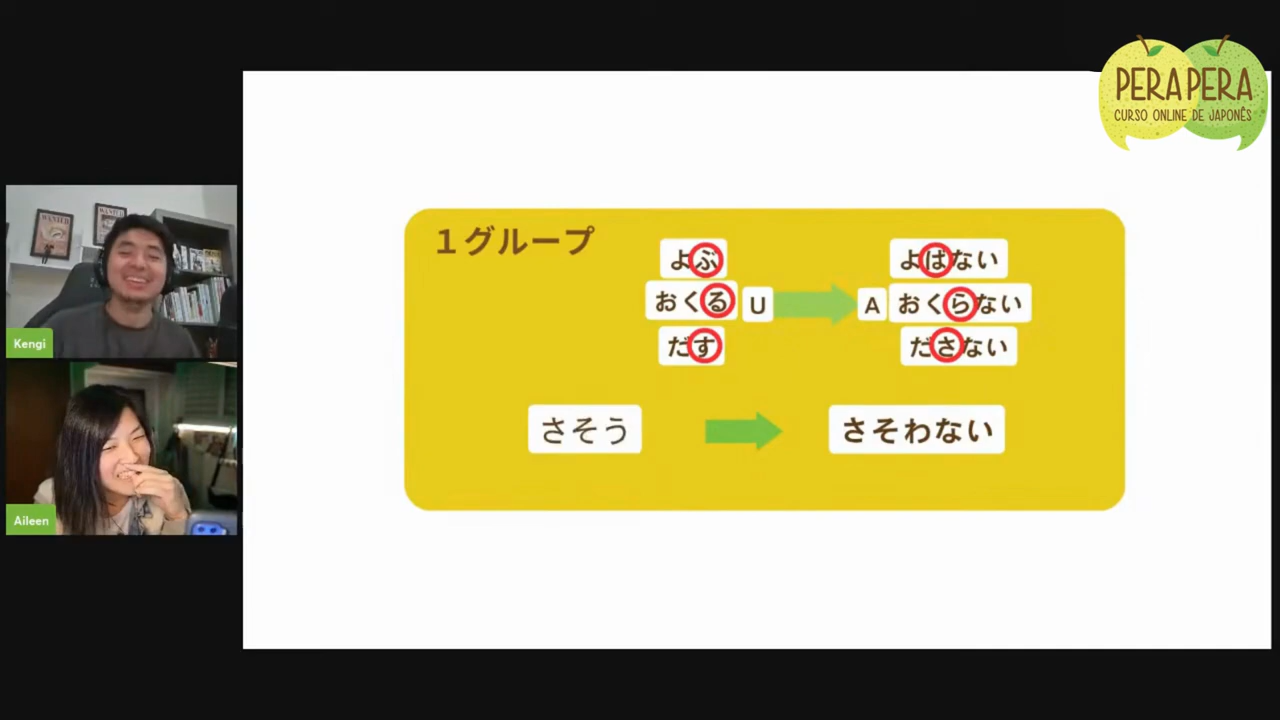 PERA PERA
CURSO ONLINE DE JAPONÊS
WANTED
WANTED
Kengi
Aileen
1グループ
よぶ
おくる
だす
U
A
よばない
おくらない
ださない
さそう
さそわない